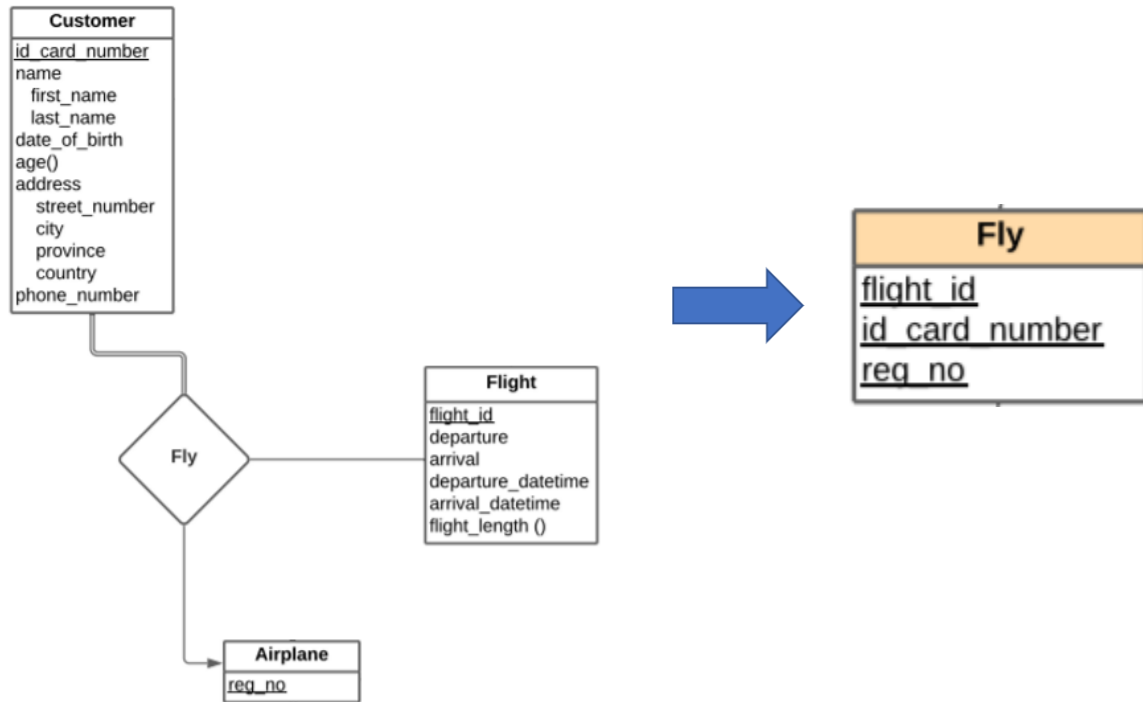 Customer
id_card_number
name
first_name
last_name
date_of_birth
age()
address
street_number
city
province
country
phone_number
Fly
Flight
flight_id
departure
arrival
departure_datetime
arrival_datetime
flight_length ()
Airplane
reg_no
Fly
flight_id
id_card_number
reg_no